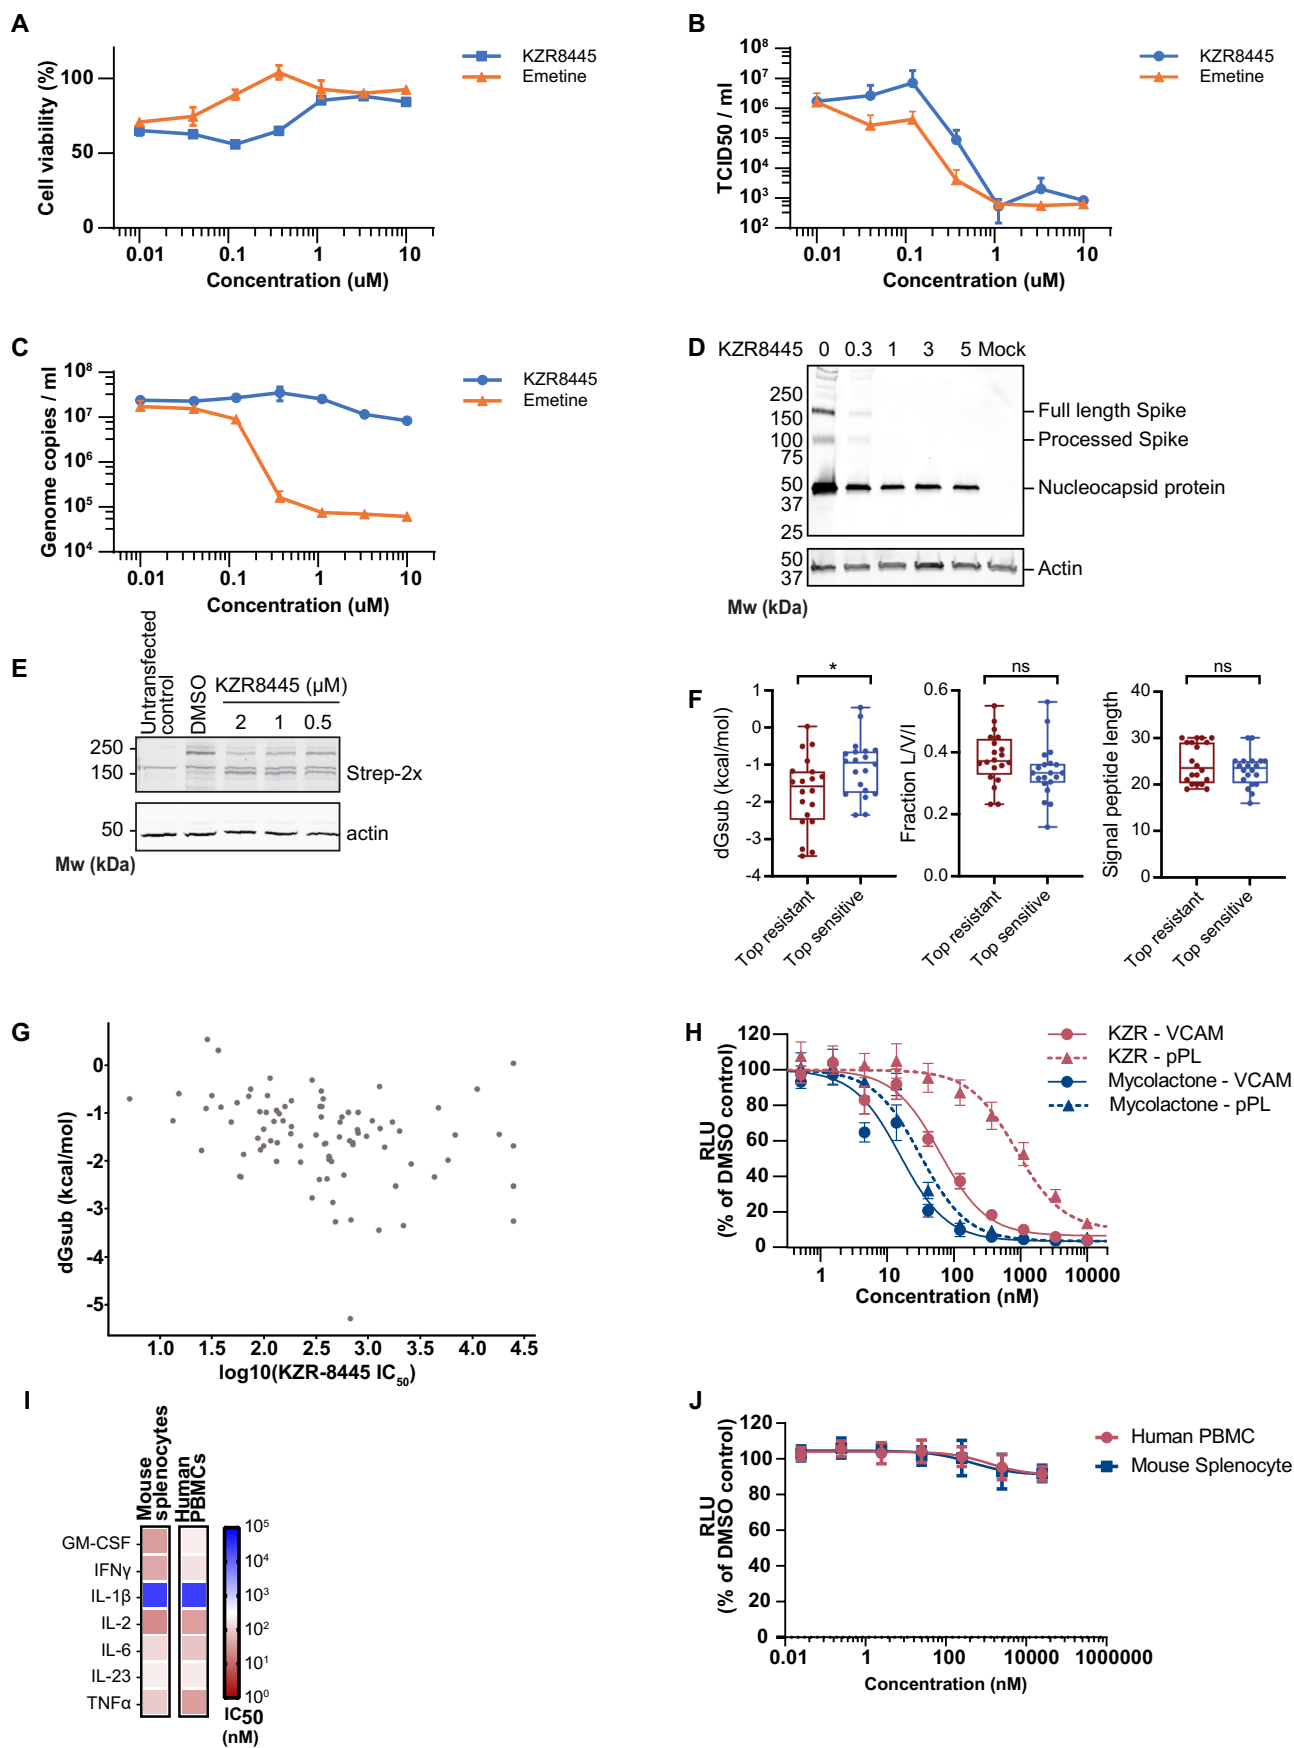 A
Cell viability (%)
100
50
0
0.01 0.1 1 10
Concentration (uM)
KZR8445
Emetine
B
TCID50 / ml
10⁸
10⁷
10⁶
10⁵
10⁴
10³
10²
0.01 0.1 1 10
Concentration (uM)
KZR8445
Emetine
C
Genome copies / ml
10⁸
10⁷
10⁶
10⁵
10⁴
0.01 0.1 1 10
Concentration (uM)
KZR8445
Emetine
D
KZR8445 0 0.3 1 3 5 Mock
250
150
100
75
50
37
25
Full length Spike
Processed Spike
Nucleocapsid protein
50
37
Actin
Mw (kDa)
E
Untransfected
control
DMSO
KZR8445 (µM)
2 1 0.5
250
150
Strep-2x
50
actin
Mw (kDa)
F
dGsub (kcal/mol)
1
0
-1
-2
-3
-4
*
Top resistant
Top sensitive
Fraction L/V/I
0.6
0.4
0.2
0.0
ns
Top resistant
Top sensitive
Signal peptide length
40
30
20
10
0
ns
Top resistant
Top sensitive
G
dGsub (kcal/mol)
0
-1
-2
-3
-4
-5
1.0 1.5 2.0 2.5 3.0 3.5 4.0 4.5
log10(KZR-8445 IC₅₀)
H
RLU
(% of DMSO control)
120
100
80
60
40
20
0
1 10 100 1000 10000
Concentration (nM)
KZR - VCAM
KZR - pPL
Mycolactone - VCAM
Mycolactone - pPL
I
Mouse
splenocytes
Human
PBMCs
GM-CSF
IFNγ
IL-1β
IL-2
IL-6
IL-23
TNFα
10⁵
10⁴
10³
10²
10¹
10⁰
IC50
(nM)
J
RLU
(% of DMSO control)
120
100
80
60
40
20
0
0.01 1 100 10000 1000000
Concentration (nM)
Human PBMC
Mouse Splenocyte